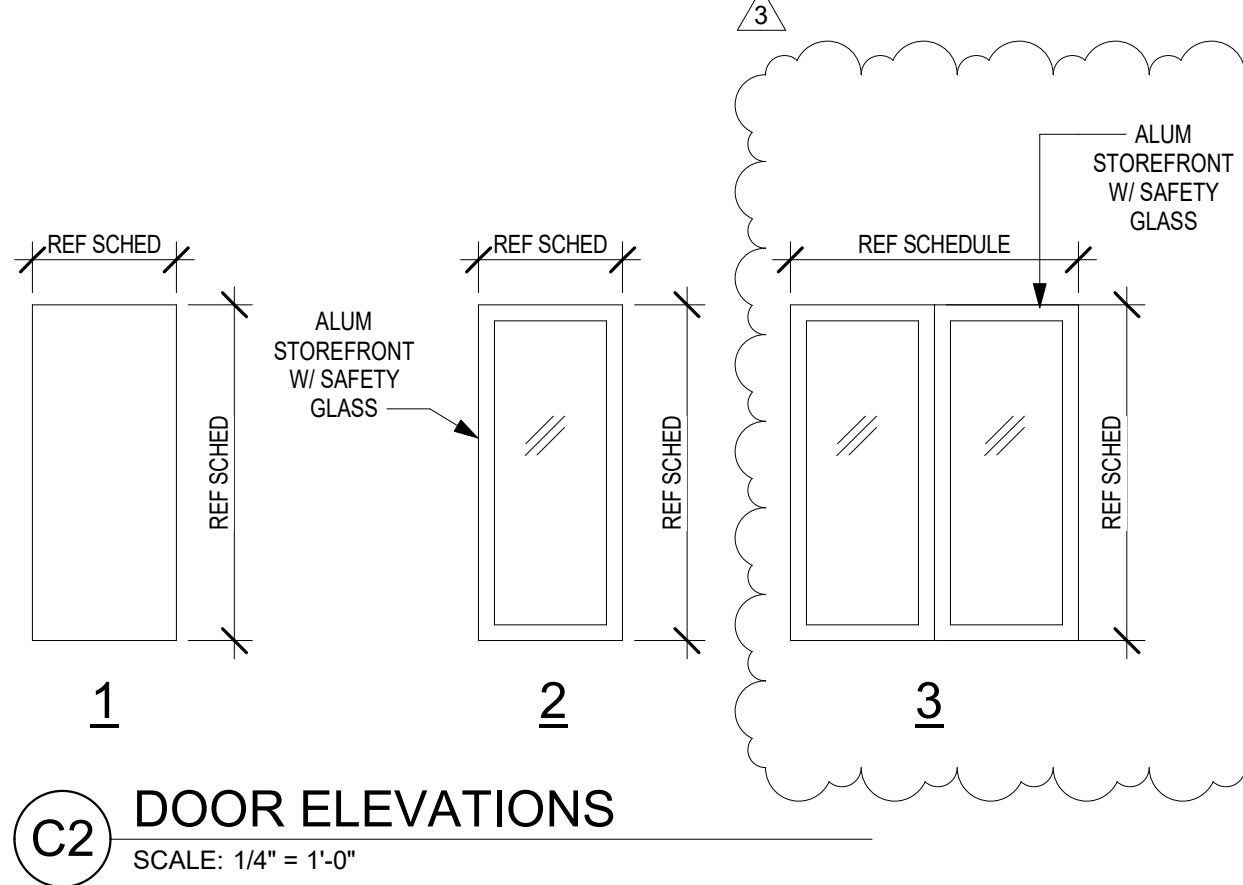 3
ALUM
STOREFRONT
W/ SAFETY
GLASS
REF SCHED
REF SCHED
REF SCHEDULE
ALUM
STOREFRONT
W/ SAFETY
GLASS
REF SCHED
REF SCHED
REF SCHED
1
2
3
C2
DOOR ELEVATIONS
SCALE: 1/4" = 1'-0"